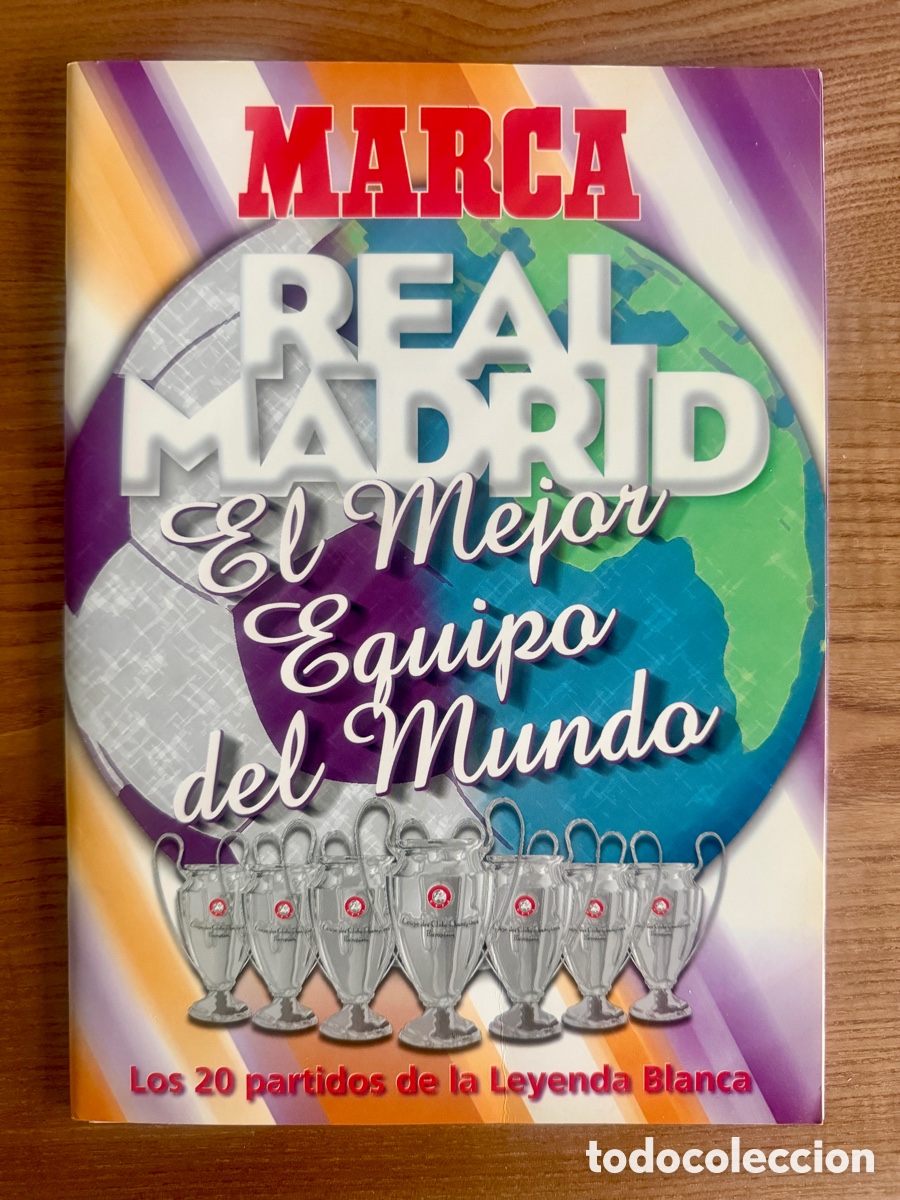 MARCA
REAL
MADRID
El Mejor
Equipo
del Mundo
Los 20 partidos de la Leyenda Blanca
todocoleccion